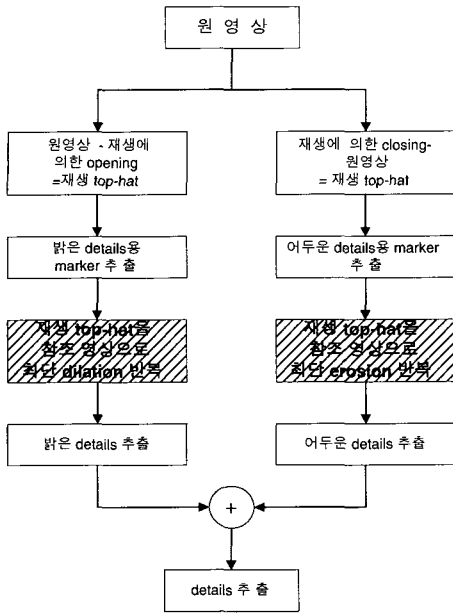 원 영 상
원영상 - 재생에
의한 opening
=재생 top-hat
재생에 의한 closing-
원영상
= 재생 top-hat
밝은 details용
marker 추 출
어두운 details용 marker
추 출
재생 top-hat을
참조 영상으로
최단 dilation 반복
재생 top-hat을
참조 영상으로
최단 erosion 반복
밝은 details 추출
어두운 details 추출
+
details 추 출